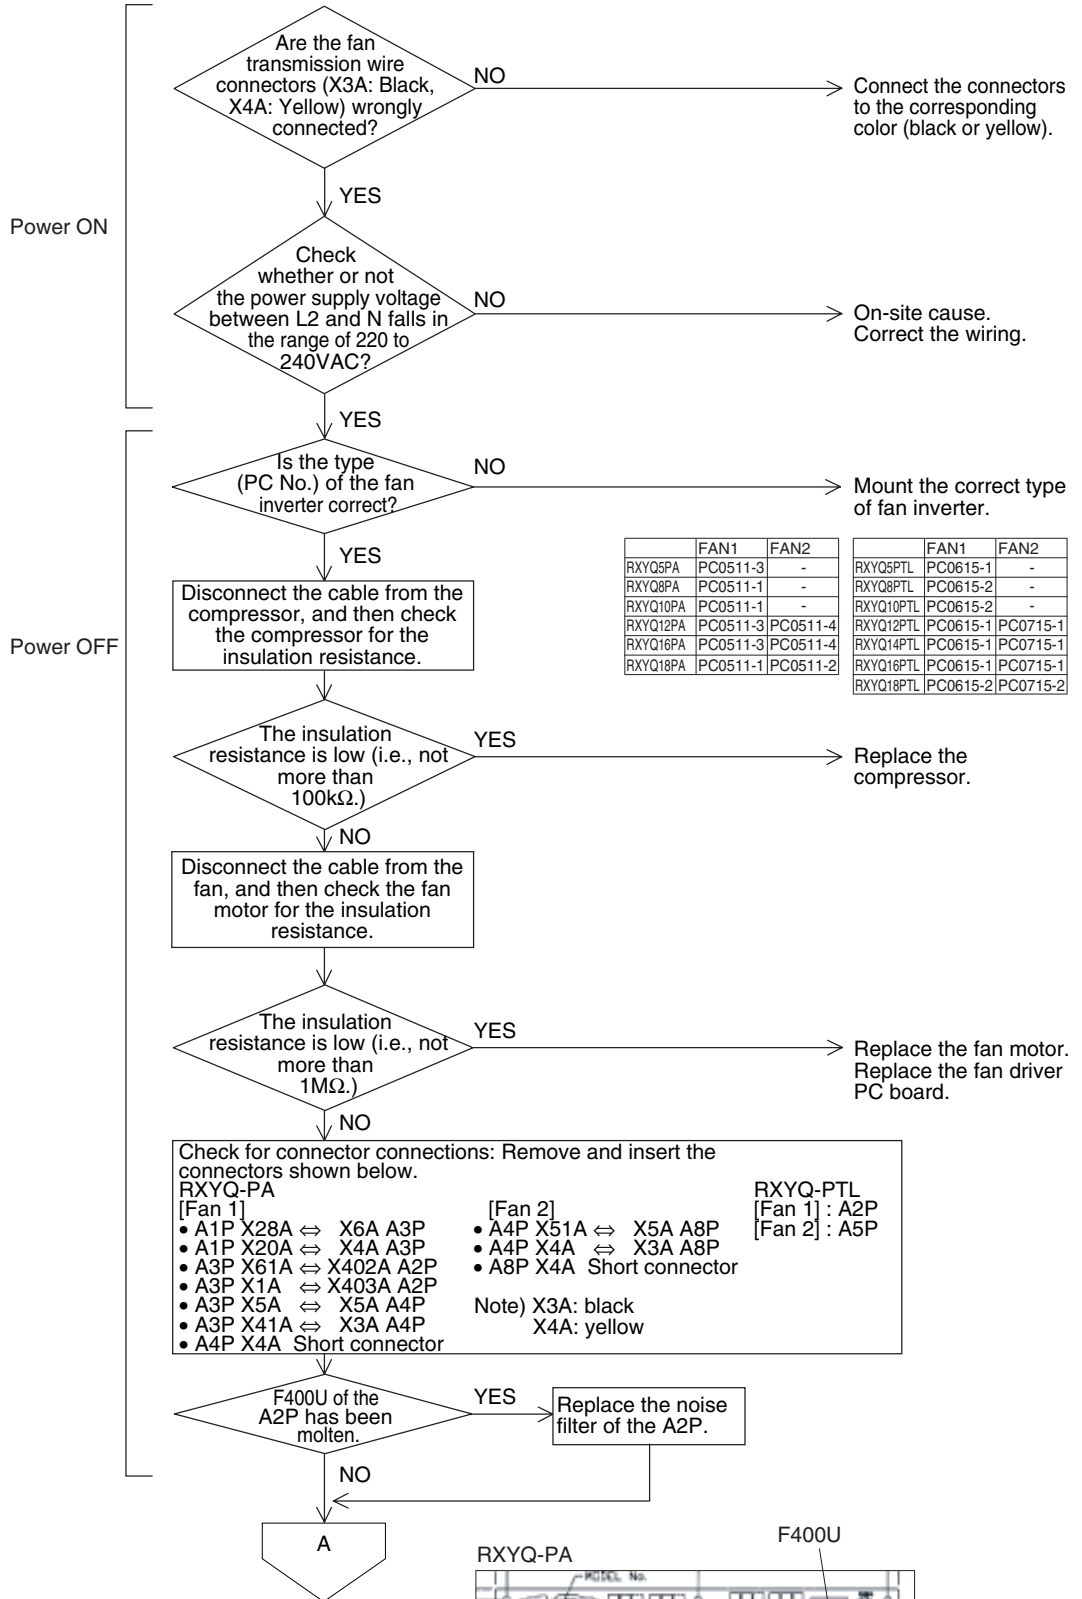 Are the fan
transmission wire
connectors (X3A: Black,
X4A: Yellow) wrongly
connected?
NO
Connect the connectors
to the corresponding
color (black or yellow).
YES
Power ON
Check
whether or not
the power supply voltage
between L2 and N falls in
the range of 220 to
240VAC?
NO
On-site cause.
Correct the wiring.
YES
Is the type
(PC No.) of the fan
inverter correct?
NO
Mount the correct type
of fan inverter.
YES
FAN1 FAN2
RXYQ5PA PC0511-3 -
RXYQ8PA PC0511-1 -
RXYQ10PA PC0511-1 -
RXYQ12PA PC0511-3 PC0511-4
RXYQ16PA PC0511-3 PC0511-4
RXYQ18PA PC0511-1 PC0511-2
FAN1 FAN2
RXYQ5PTL PC0615-1 -
RXYQ8PTL PC0615-2 -
RXYQ10PTL PC0615-2 -
RXYQ12PTL PC0615-1 PC0715-1
RXYQ14PTL PC0615-1 PC0715-1
RXYQ16PTL PC0615-1 PC0715-1
RXYQ18PTL PC0615-2 PC0715-2
Disconnect the cable from the
compressor, and then check
the compressor for the
insulation resistance.
Power OFF
The insulation
resistance is low (i.e., not
more than
100kΩ.)
YES
Replace the
compressor.
NO
Disconnect the cable from the
fan, and then check the fan
motor for the insulation
resistance.
The insulation
resistance is low (i.e., not
more than
1MΩ.)
YES
Replace the fan motor.
Replace the fan driver
PC board.
NO
Check for connector connections: Remove and insert the
connectors shown below.
RXYQ-PA
[Fan 1]
• A1P X28A ⇔ X6A A3P
• A1P X20A ⇔ X4A A3P
• A3P X61A ⇔ X402A A2P
• A3P X1A ⇔ X403A A2P
• A3P X5A ⇔ X5A A4P
• A3P X41A ⇔ X3A A4P
• A4P X4A Short connector
[Fan 2]
• A4P X51A ⇔ X5A A8P
• A4P X4A ⇔ X3A A8P
• A8P X4A Short connector
Note) X3A: black
X4A: yellow
RXYQ-PTL
[Fan 1] : A2P
[Fan 2] : A5P
F400U of the
A2P has been
molten.
YES
Replace the noise
filter of the A2P.
NO
A
F400U
RXYQ-PA
MODEL No.